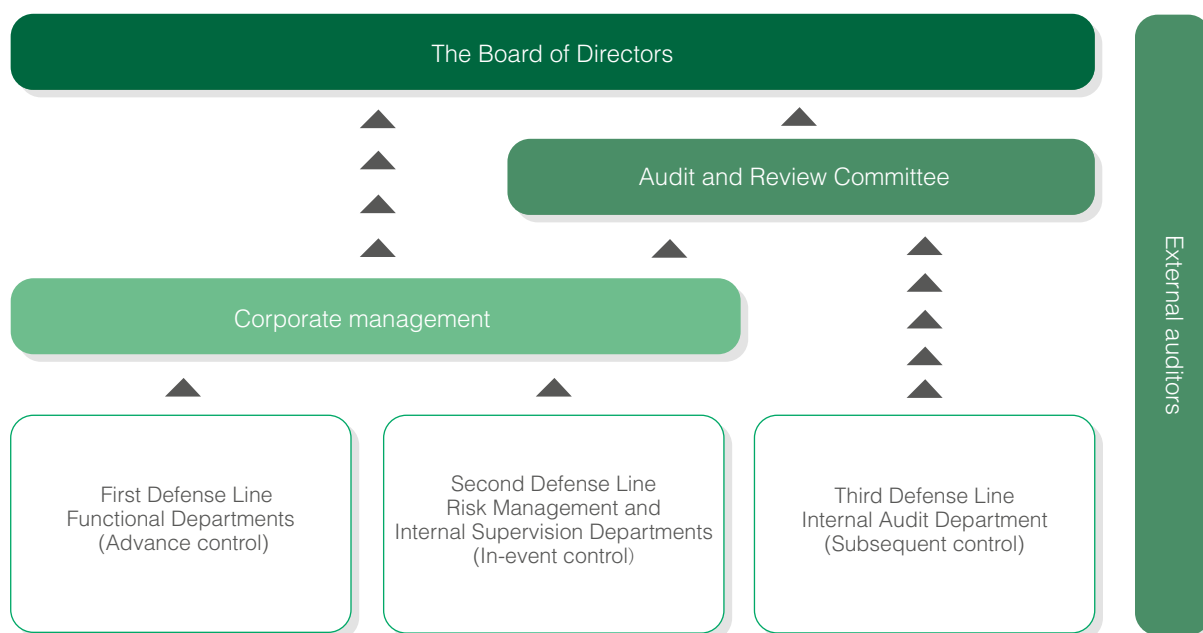 The Board of Directors
Audit and Review Committee
Corporate management
First Defense Line
Functional Departments
(Advance control)
Second Defense Line
Risk Management and
Internal Supervision Departments
(In-event control)
Third Defense Line
Internal Audit Department
(Subsequent control)
External auditors